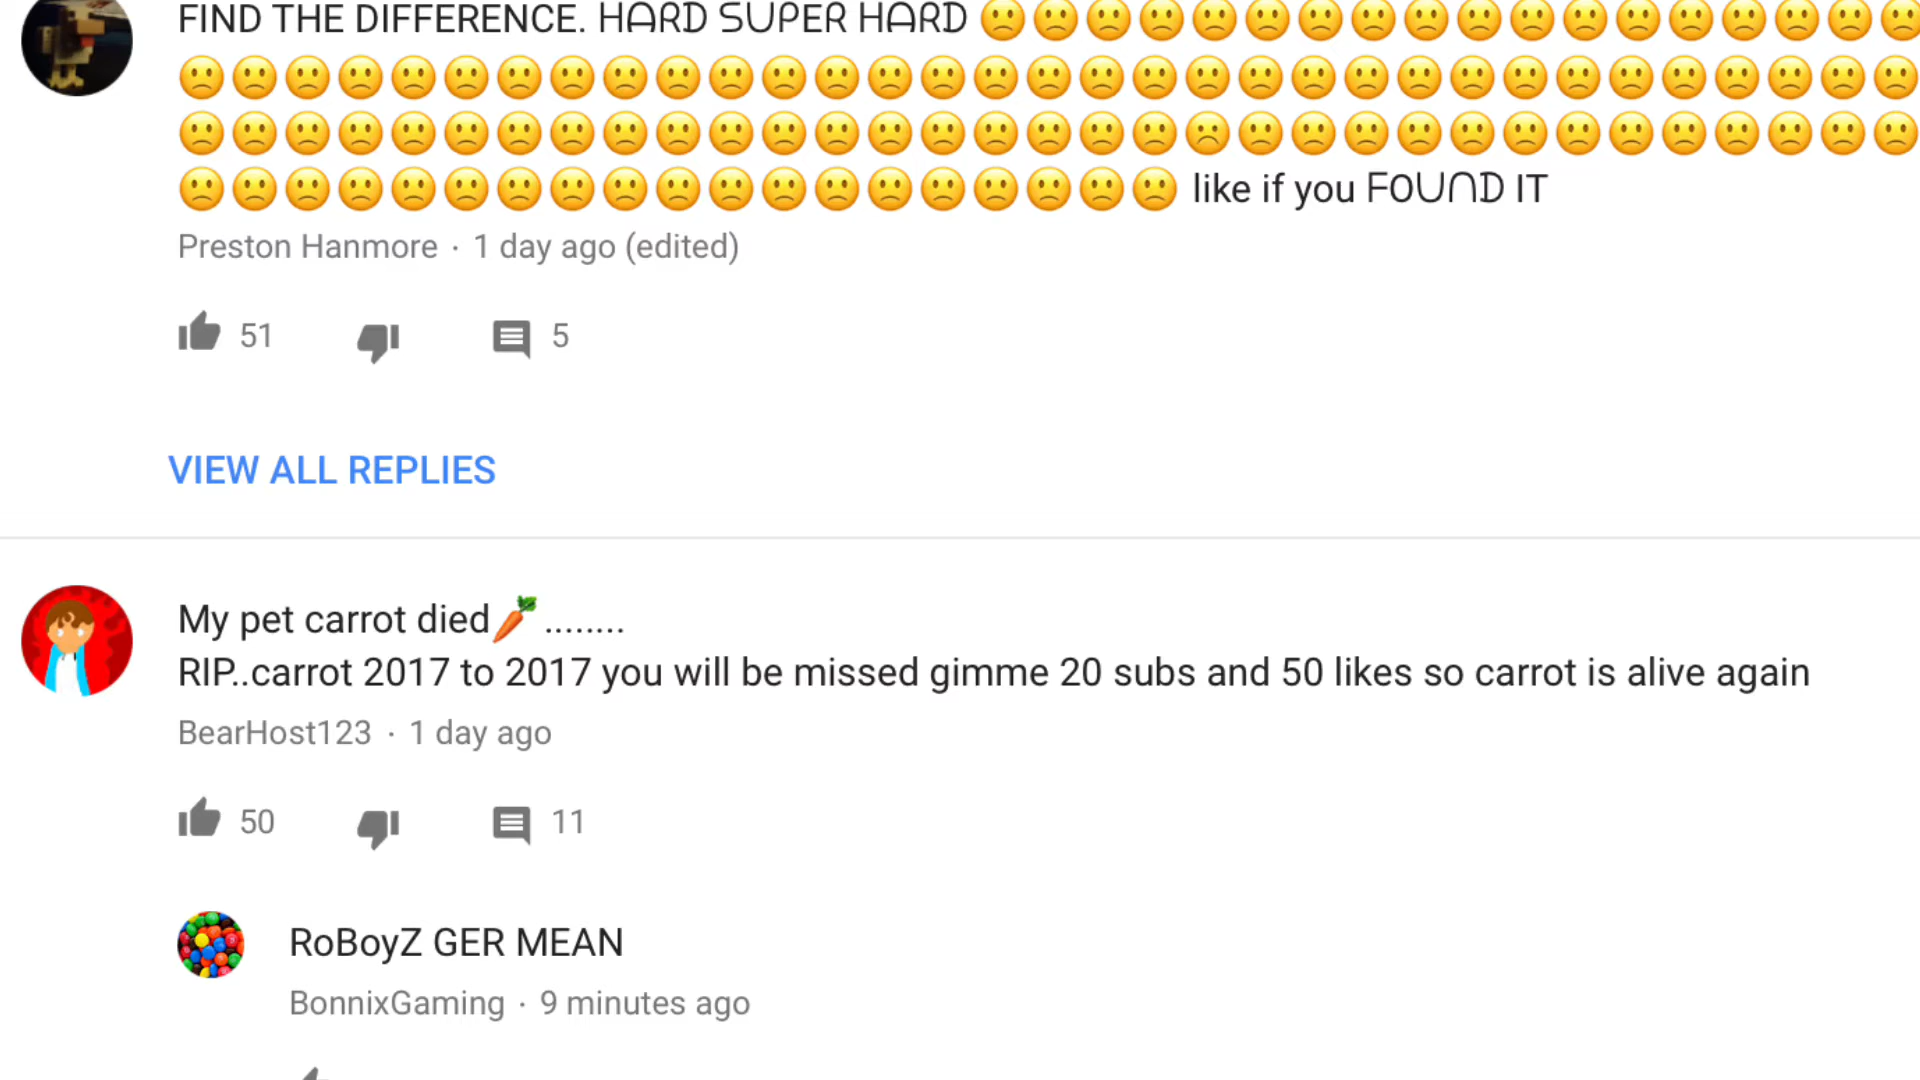 FIND THE DIFFERENCE. HARD SUPER HARD 🙁🙁🙁🙁🙁🙁🙁🙁🙁🙁🙁🙁🙁🙁🙁🙁🙁🙁
🙁🙁🙁🙁🙁🙁🙁🙁🙁🙁🙁🙁🙁🙁🙁🙁🙁🙁🙁🙁🙁🙁🙁🙁🙁🙁🙁🙁🙁🙁🙁🙁🙁
🙁🙁🙁🙁🙁🙁🙁🙁🙁🙁🙁🙁🙁🙁🙁🙁🙁🙁🙁☹️🙁🙁🙁🙁🙁🙁🙁🙁🙁🙁🙁🙁🙁
🙁🙁🙁🙁🙁🙁🙁🙁🙁🙁🙁🙁🙁🙁🙁🙁🙁🙁🙁 like if you FOUND IT
Preston Hanmore · 1 day ago (edited)
51 5
VIEW ALL REPLIES
My pet carrot died🥕........
RIP..carrot 2017 to 2017 you will be missed gimme 20 subs and 50 likes so carrot is alive again
BearHost123 · 1 day ago
50 11
RoBoyZ GER MEAN
BonnixGaming · 9 minutes ago